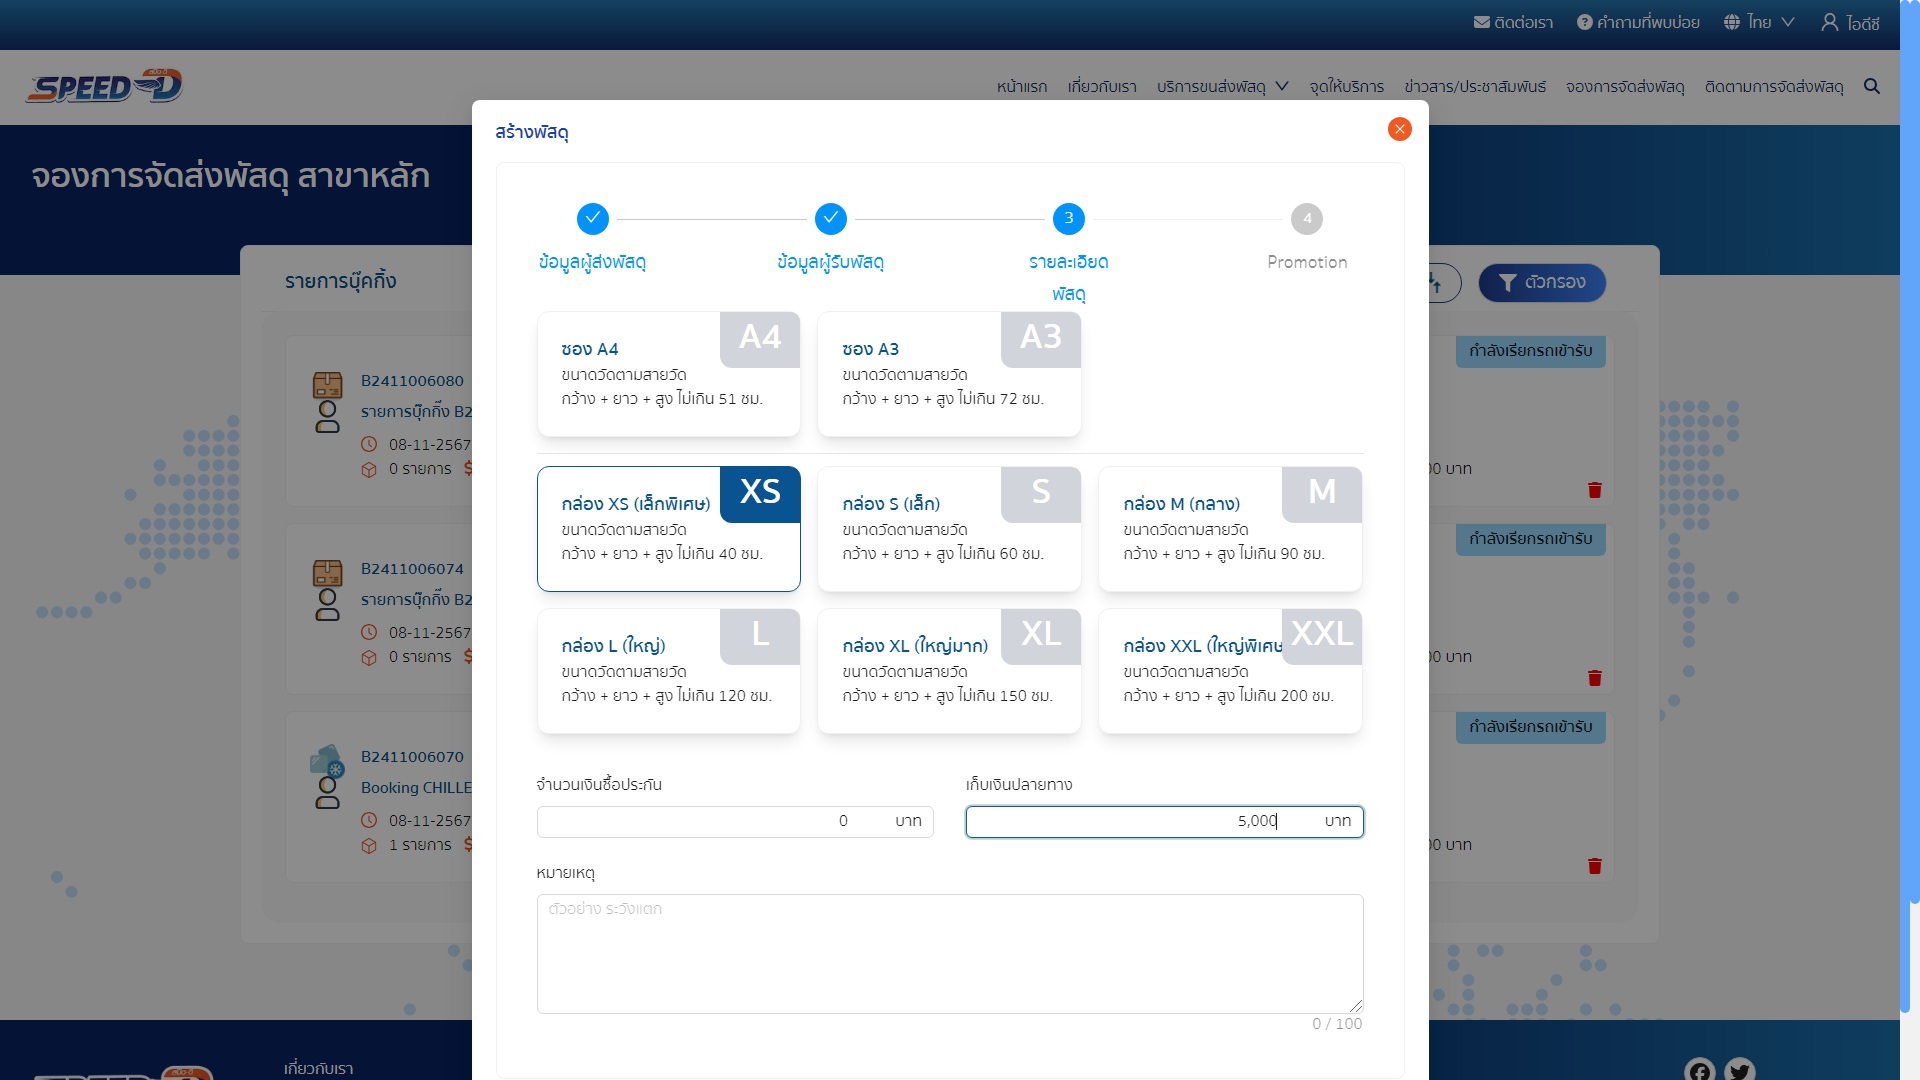 ติดต่อเรา
คำถามที่พบบ่อย
ไทย
ไอดีซี
SPEED-D
หน้าแรก
เกี่ยวกับเรา
บริการขนส่งพัสดุ
จุดให้บริการ
ข่าวสาร/ประชาสัมพันธ์
จองการจัดส่งพัสดุ
ติดตามการจัดส่งพัสดุ
จองการจัดส่งพัสดุ สาขาหลัก
สร้างพัสดุ
3
4
ข้อมูลผู้ส่งพัสดุ
ข้อมูลผู้รับพัสดุ
รายละเอียด
พัสดุ
Promotion
รายการบุ๊คกิ้ง
ตัวกรอง
ซอง A4
A4
ขนาดวัดตามสายวัด
กว้าง + ยาว + สูง ไม่เกิน 51 ซม.
ซอง A3
A3
ขนาดวัดตามสายวัด
กว้าง + ยาว + สูง ไม่เกิน 72 ซม.
กล่อง XS (เล็กพิเศษ)
XS
ขนาดวัดตามสายวัด
กว้าง + ยาว + สูง ไม่เกิน 40 ซม.
กล่อง S (เล็ก)
S
ขนาดวัดตามสายวัด
กว้าง + ยาว + สูง ไม่เกิน 60 ซม.
กล่อง M (กลาง)
M
ขนาดวัดตามสายวัด
กว้าง + ยาว + สูง ไม่เกิน 90 ซม.
กล่อง L (ใหญ่)
L
ขนาดวัดตามสายวัด
กว้าง + ยาว + สูง ไม่เกิน 120 ซม.
กล่อง XL (ใหญ่มาก)
XL
ขนาดวัดตามสายวัด
กว้าง + ยาว + สูง ไม่เกิน 150 ซม.
กล่อง XXL (ใหญ่พิเศษ
XXL
ขนาดวัดตามสายวัด
กว้าง + ยาว + สูง ไม่เกิน 200 ซม.
จำนวนเงินซื้อประกัน
0 บาท
เก็บเงินปลายทาง
5,000 บาท
หมายเหตุ
ตัวอย่าง ระวังแตก
0 / 100
B2411006080
รายการบุ๊กกิ้ง B2
08-11-2567
0 รายการ
กำลังเรียกรถเข้ารับ
00 บาท
B2411006074
รายการบุ๊กกิ้ง B2
08-11-2567
0 รายการ
กำลังเรียกรถเข้ารับ
00 บาท
B2411006070
Booking CHILLE
08-11-2567
1 รายการ
กำลังเรียกรถเข้ารับ
00 บาท
เกี่ยวกับเรา